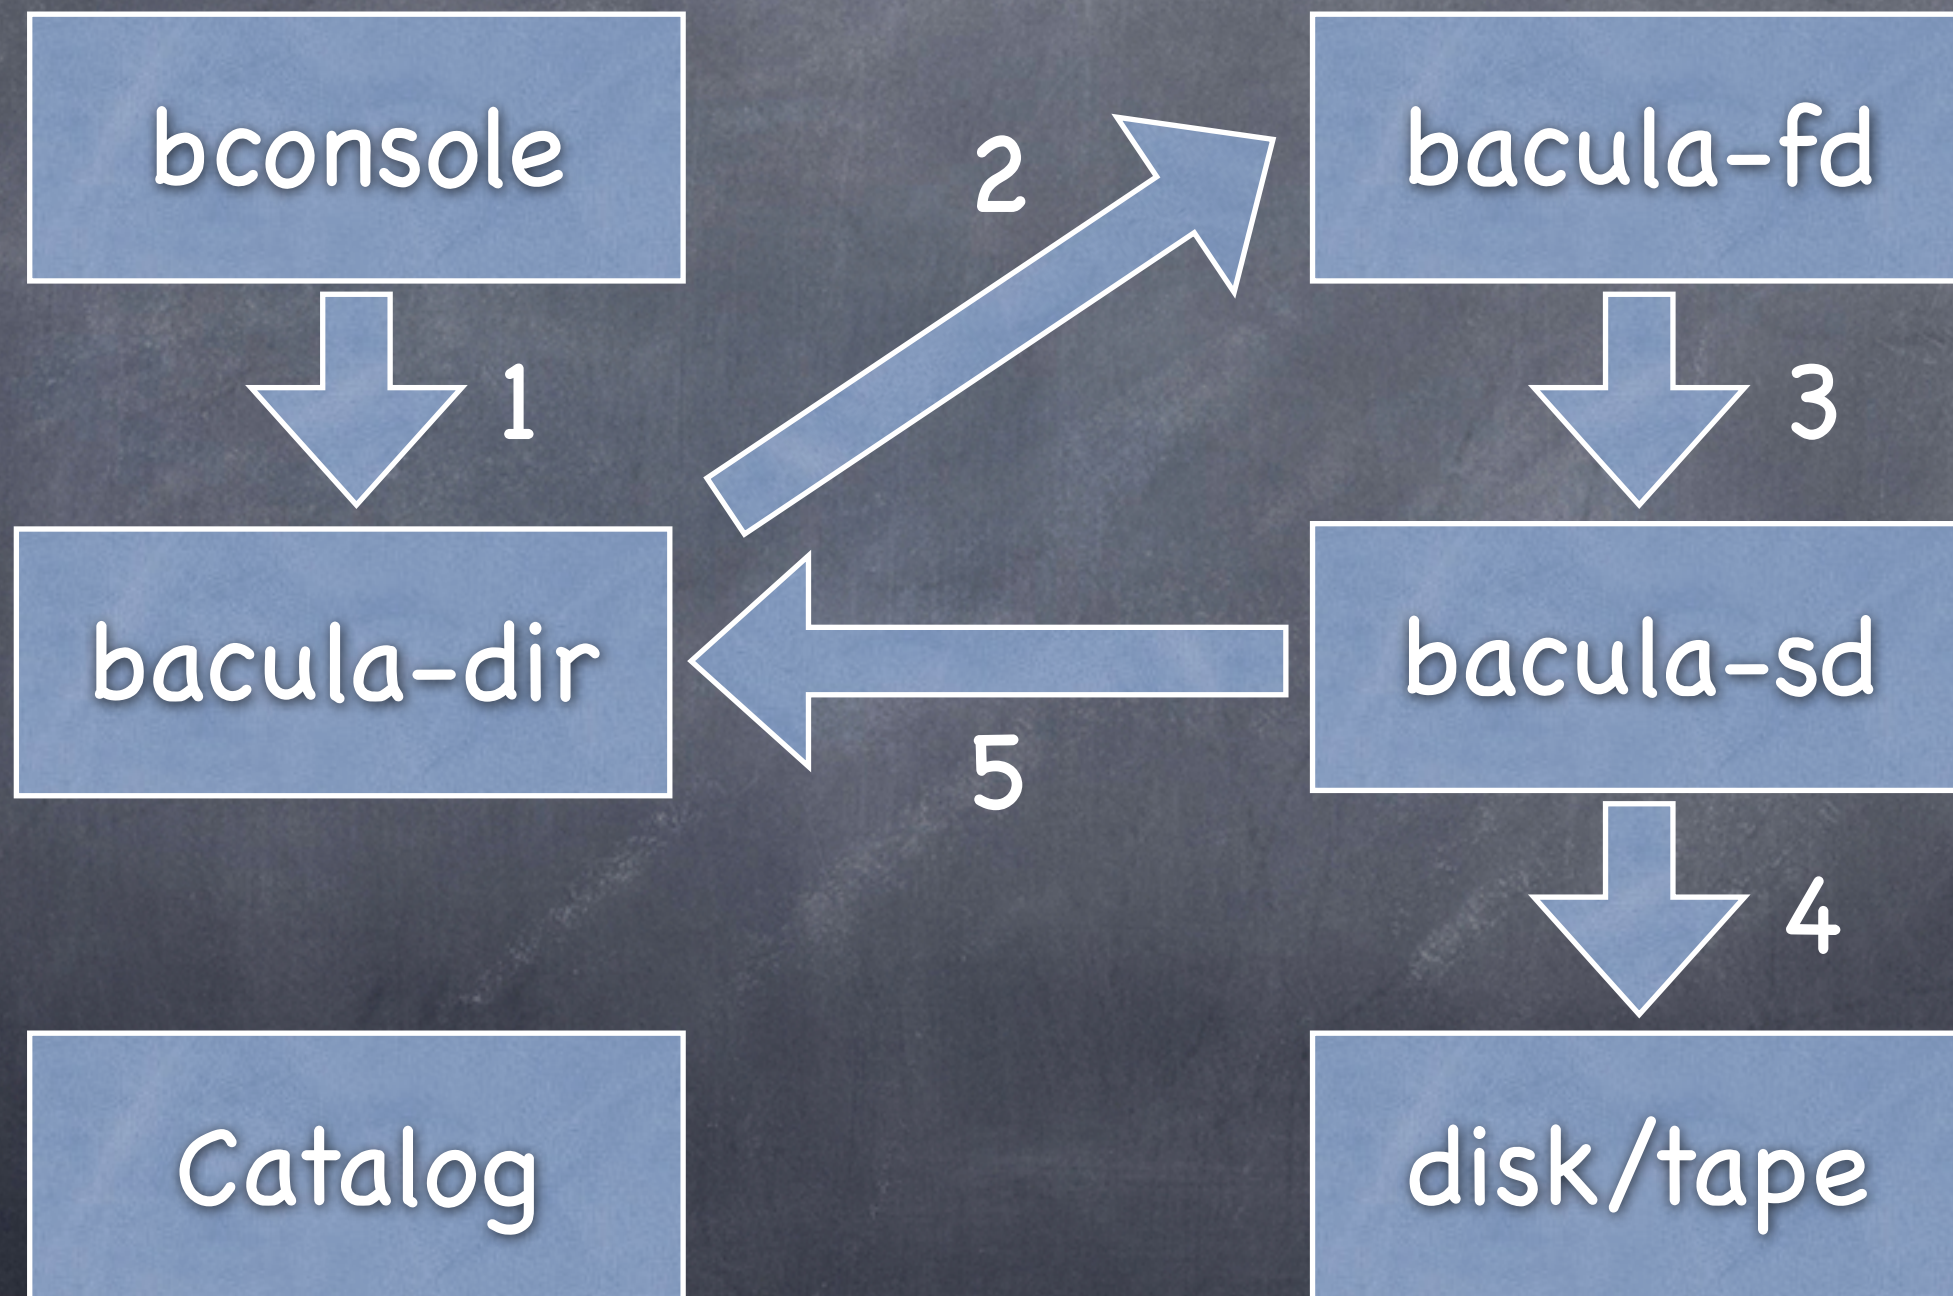 bconsole
2
bacula-fd
1
3
bacula-dir
bacula-sd
5
4
Catalog
disk/tape